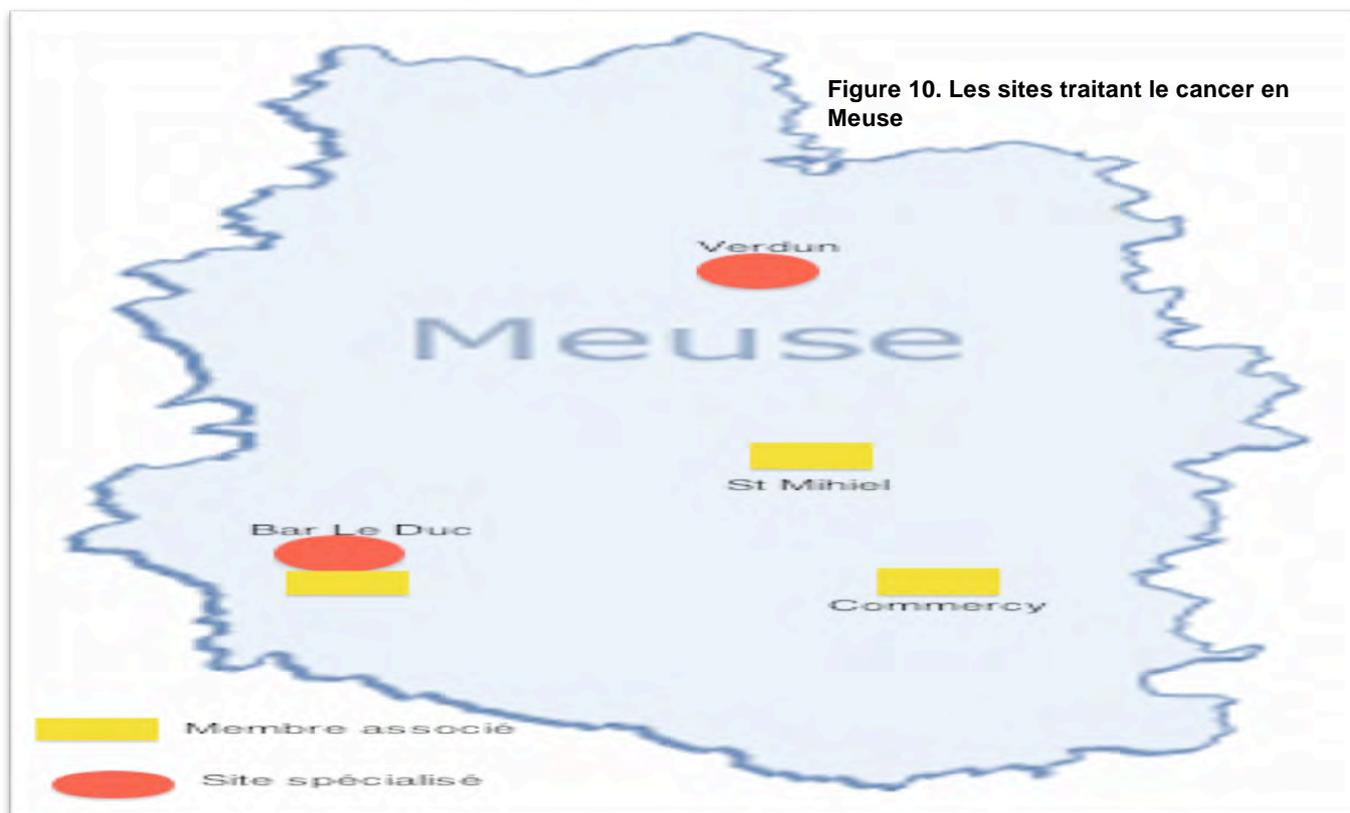 Figure 10. Les sites traitant le cancer en
Meuse
Verdun
Meuse
St Mihiel
Bar Le Duc
Commercy
Membre associé
Site spécialisé